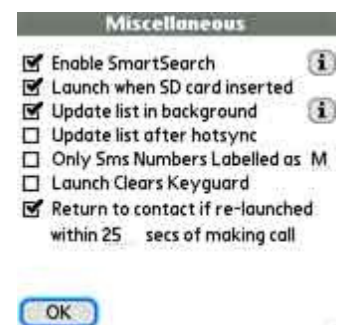 Miscellaneous
Enable SmartSearch i
Launch when SD card inserted
Update list in background i
Update list after hotsync
Only Sms Numbers Labelled as M
Launch Clears Keyguard
Return to contact if re-launched
within 25 secs of making call
OK